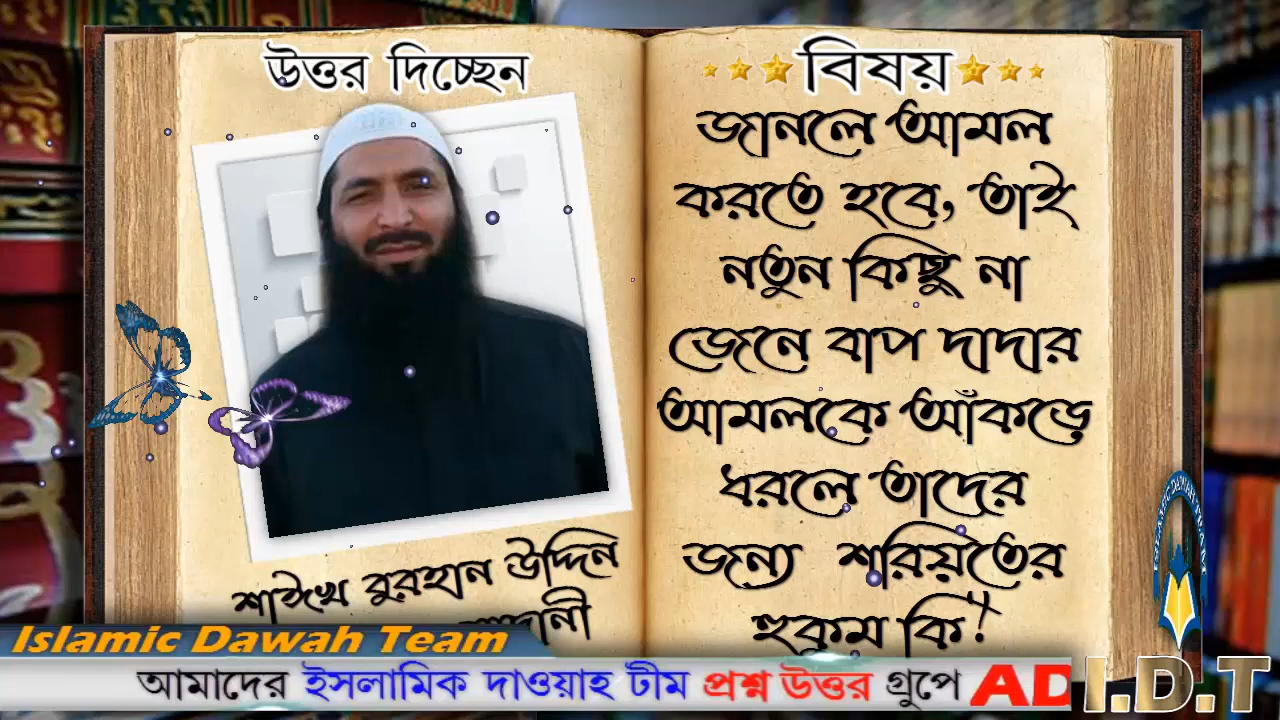 উত্তর দিচ্ছেন
শাঈখ বুরহান উদ্দিন
বিষয়
জানলে আমল
করতে হবে, তাই
নতুন কিছু না
জেনে বাপ দাদার
আমলকে আঁকড়ে
ধরলে তাদের
জন্য শরিয়তের
হুকুম কি?
Islamic Dawah Team
আমাদের ইসলামিক দাওয়াহ টীম প্রশ্ন উত্তর গ্রুপে AD
I.D.T